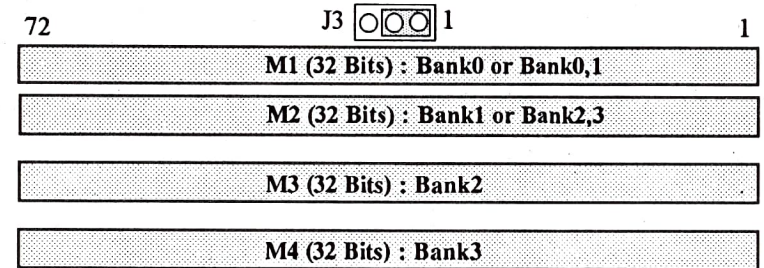 72 J3 1 1
M1 (32 Bits) : Bank0 or Bank0,1
M2 (32 Bits) : Bank1 or Bank2,3
M3 (32 Bits) : Bank2
M4 (32 Bits) : Bank3